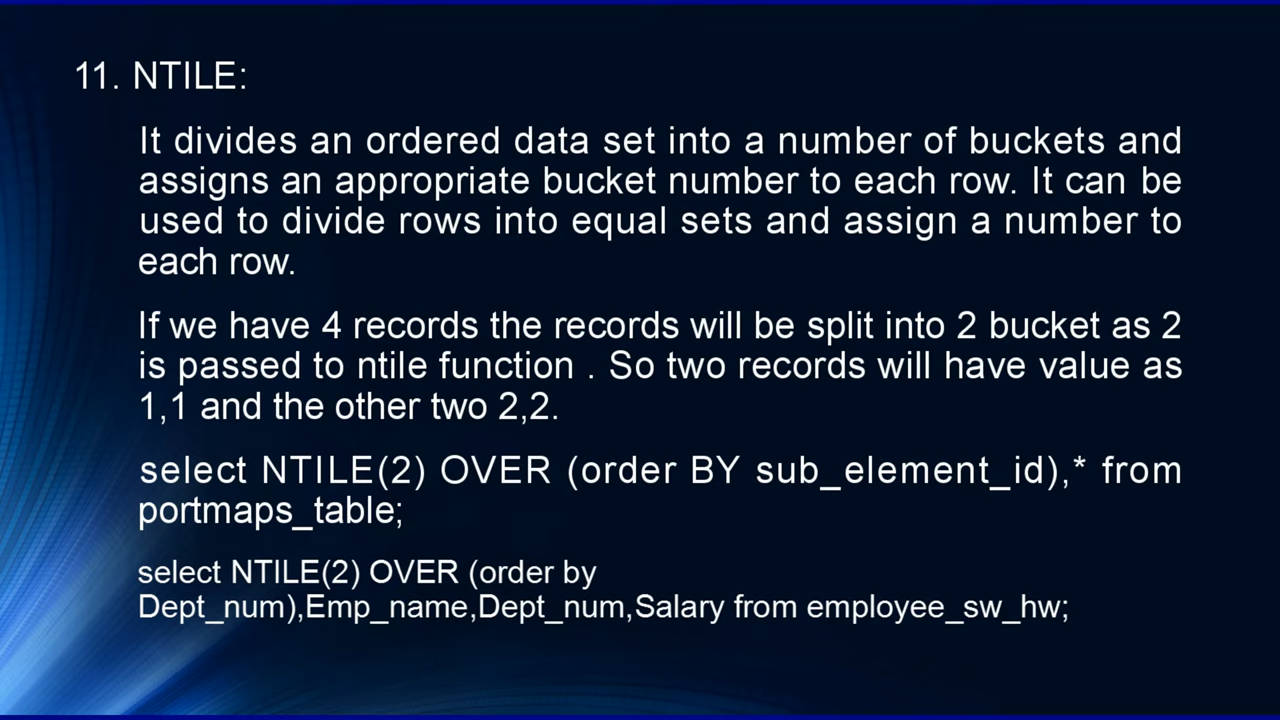 11. NTILE:
It divides an ordered data set into a number of buckets and
assigns an appropriate bucket number to each row. It can be
used to divide rows into equal sets and assign a number to
each row.
If we have 4 records the records will be split into 2 bucket as 2
is passed to ntile function . So two records will have value as
1,1 and the other two 2,2.
select NTILE(2) OVER (order BY sub_element_id),* from
portmaps_table;
select NTILE(2) OVER (order by
Dept_num),Emp_name,Dept_num,Salary from employee_sw_hw;